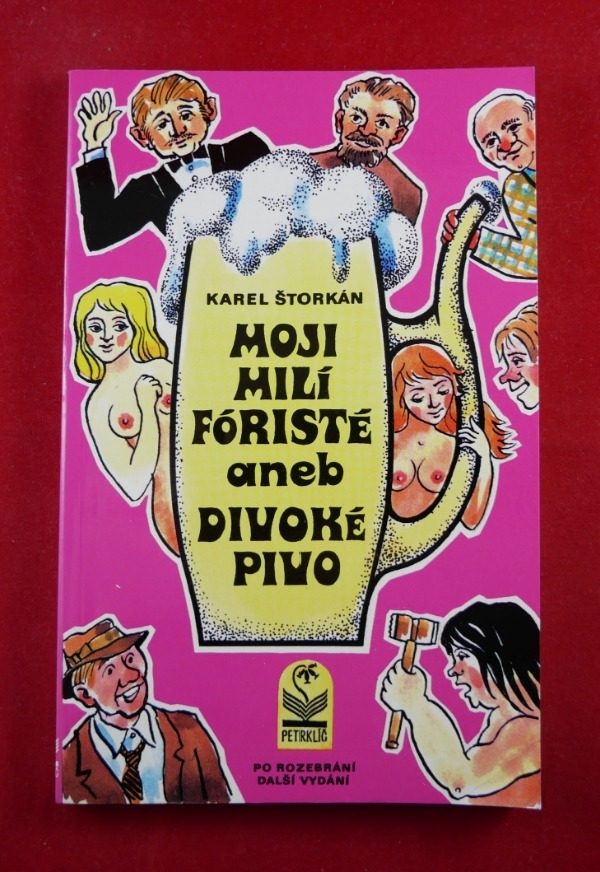 KAREL ŠTORKÁN
MOJI
MILÍ
FÓRISTÉ
aneb
DIVOKÉ
PIVO
PETRKLÍČ
PO ROZEBRÁNÍ
DALŠÍ VYDÁNÍ